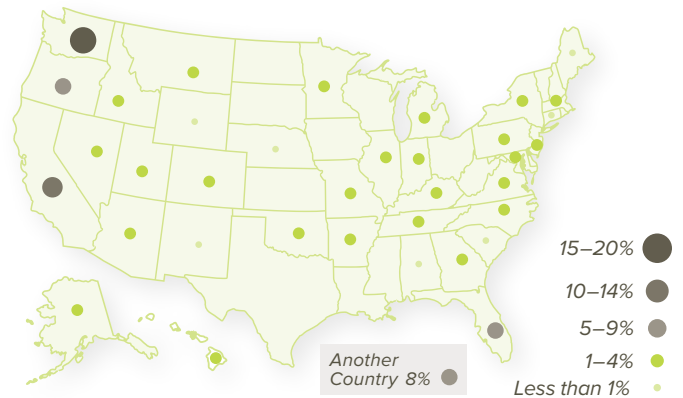 15–20%
10–14%
5–9%
1–4%
Less than 1%
Another
Country 8%